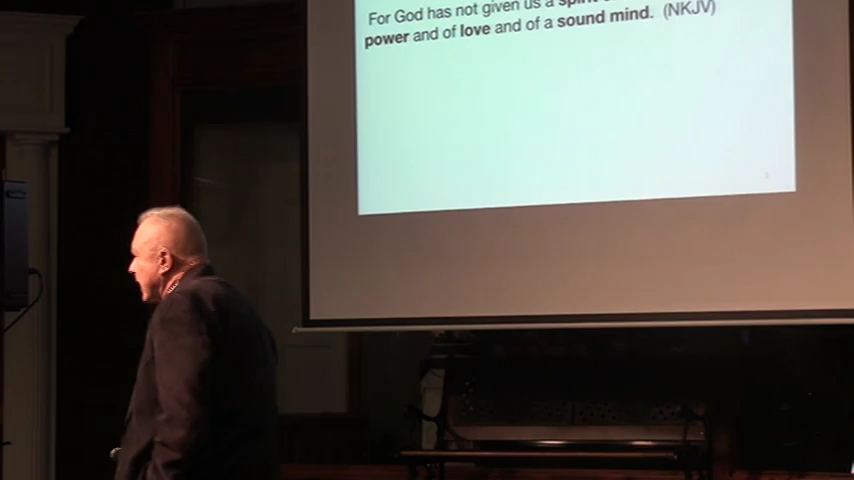 For God has not given us a spirit
power and of love and of a sound mind. (NKJV)